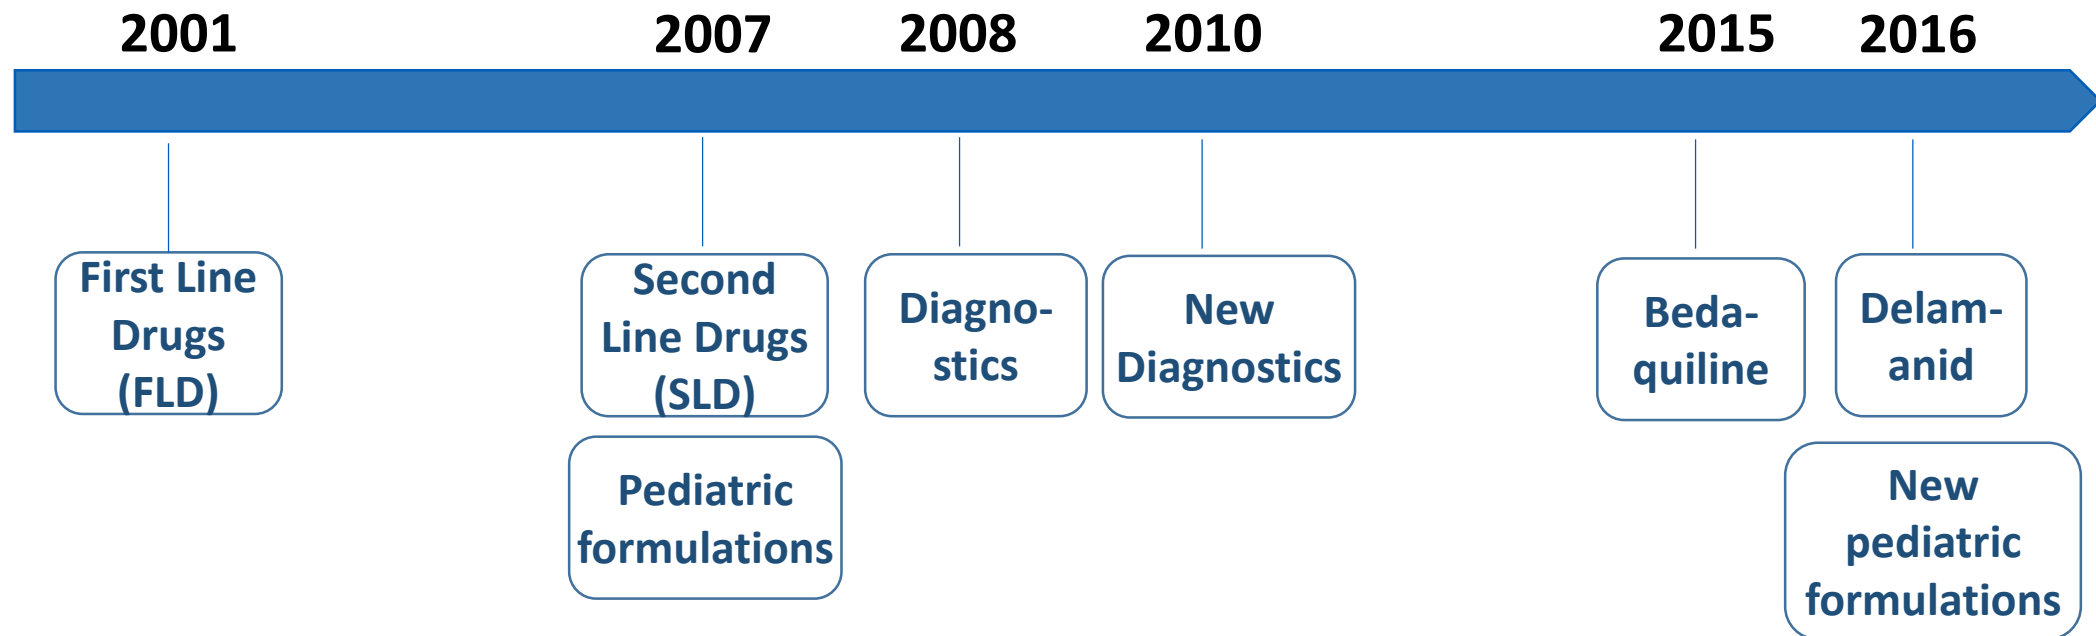 2001
2007
2008
2010
2015
2016
First Line
Drugs
(FLD)
Second
Line Drugs
(SLD)
Pediatric
formulations
Diagno-
stics
New
Diagnostics
Beda-
quiline
Delam-
anid
New
pediatric
formulations